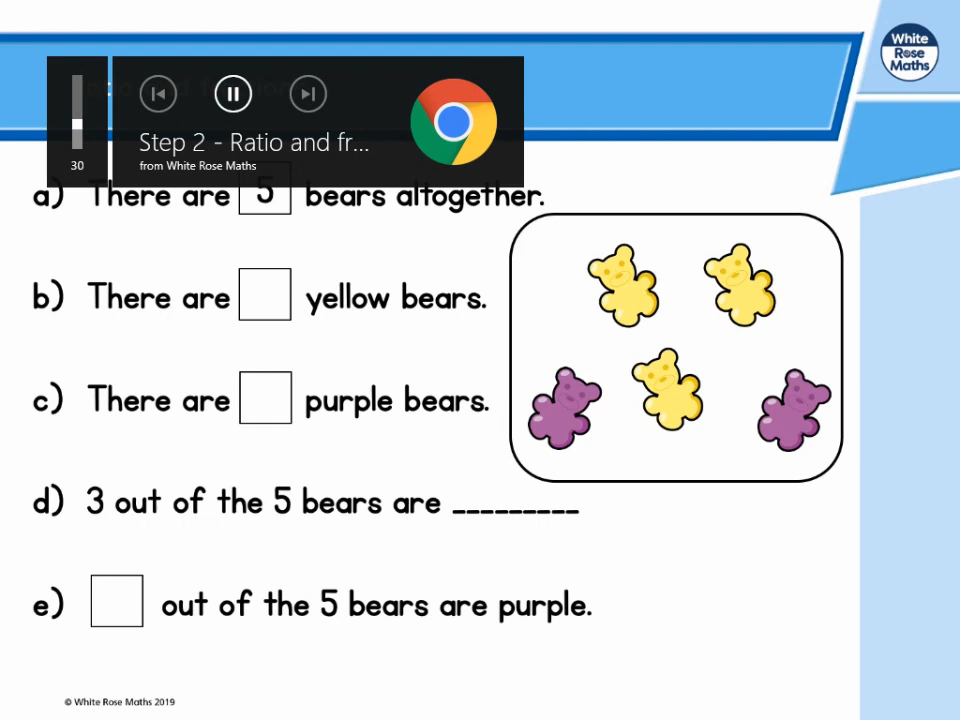 White
Rose
Maths
Step 2 - Ratio and fr...
30
from White Rose Maths
a) There are 5 bears altogether.
b) There are yellow bears.
c) There are purple bears.
d) 3 out of the 5 bears are _________
e) out of the 5 bears are purple.
© White Rose Maths 2019